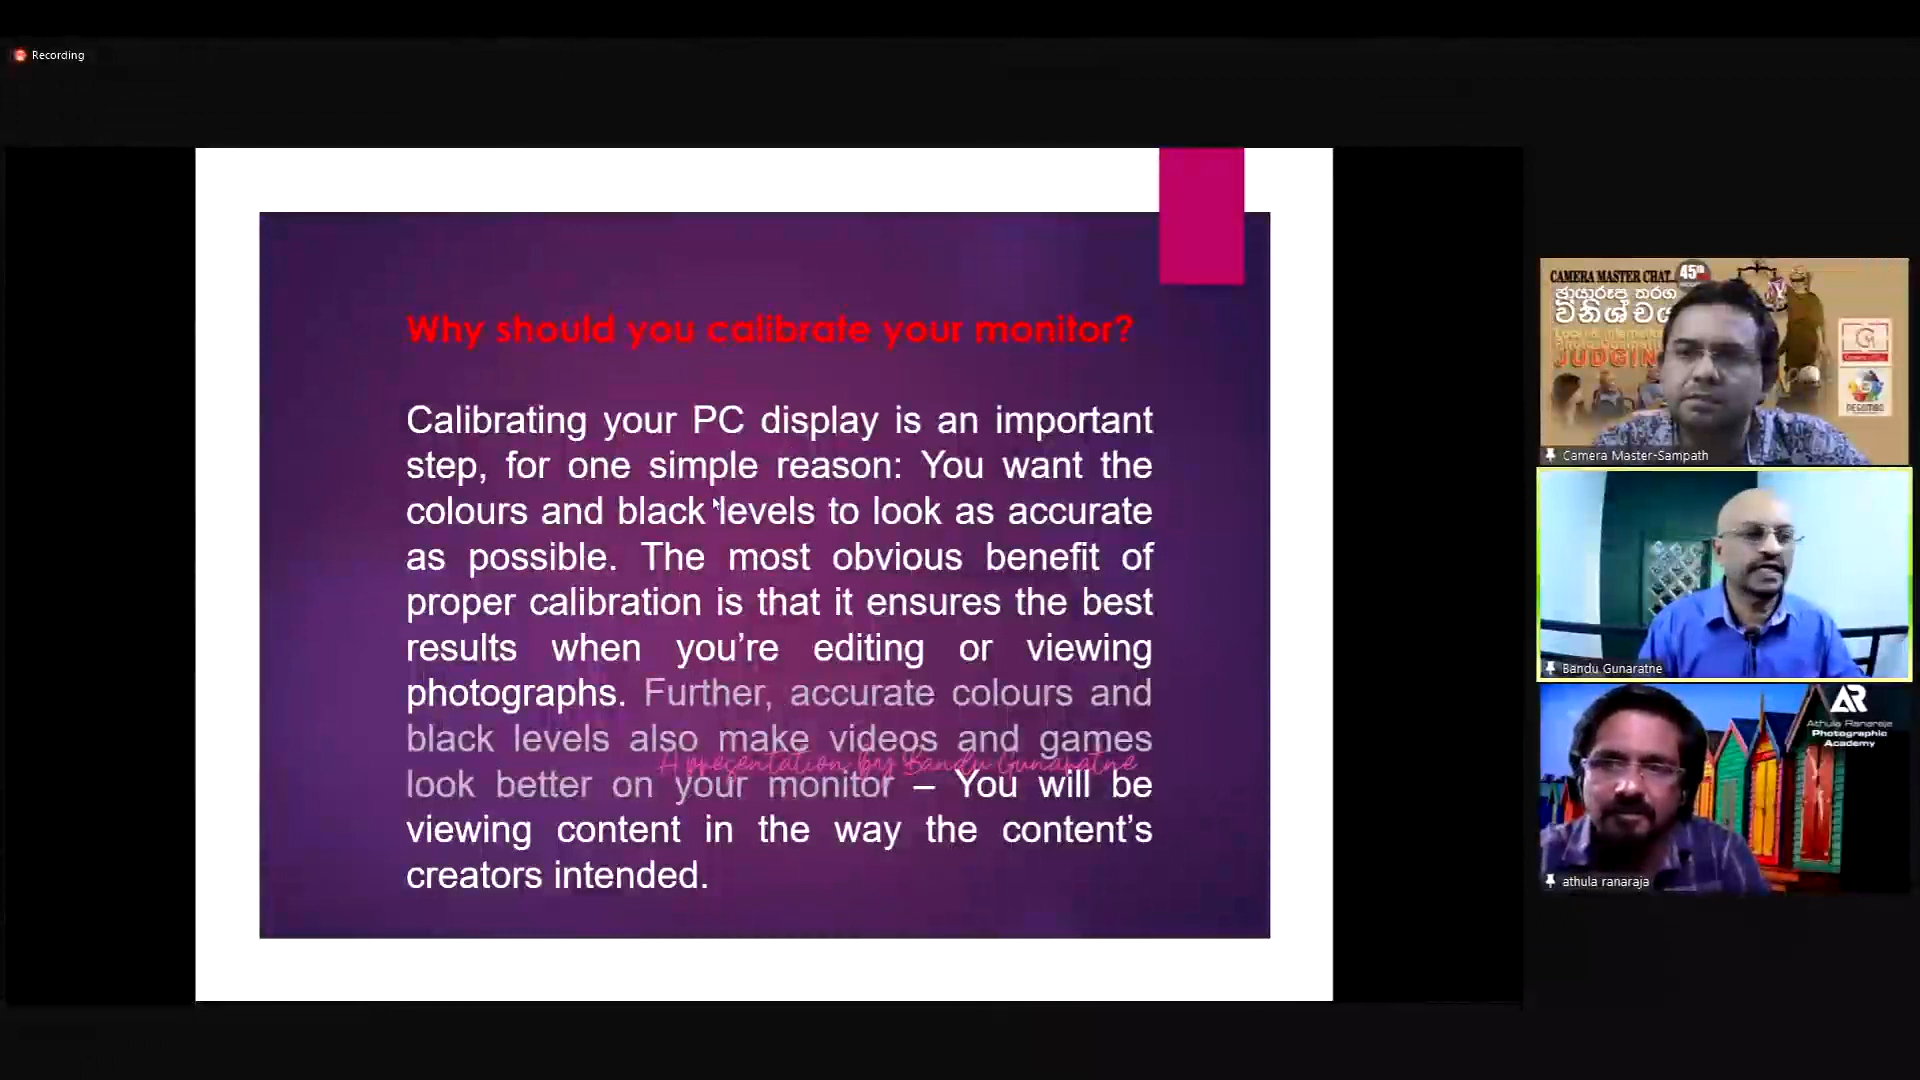 Recording
Why should you calibrate your monitor?
Calibrating your PC display is an important
step, for one simple reason: You want the
colours and black levels to look as accurate
as possible. The most obvious benefit of
proper calibration is that it ensures the best
results when you’re editing or viewing
photographs. Further, accurate colours and
black levels also make videos and games
A presentation by Bandu Gunaratne
look better on your monitor – You will be
viewing content in the way the content’s
creators intended.
CAMERA MASTER CHAT... 45th
ඡායාරූප තරග
විනිශ්චය
JUDGIN
NEGOMBO
Camera Master-Sampath
Bandu Gunaratne
AR
Athula Ranaraja
Photographic
Academy
athula ranaraja